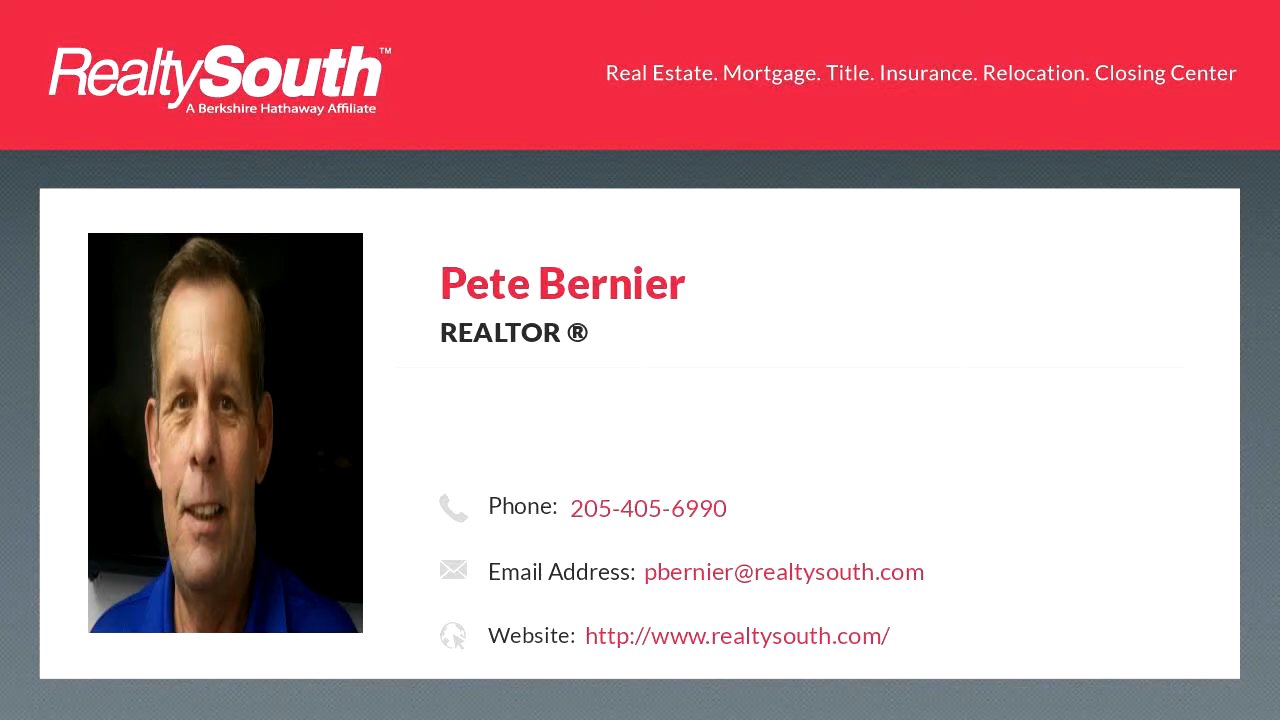 RealtySouth™
A Berkshire Hathaway Affiliate
Real Estate. Mortgage. Title. Insurance. Relocation. Closing Center
Pete Bernier
REALTOR ®
Phone: 205-405-6990
Email Address: pbernier@realtysouth.com
Website: http://www.realtysouth.com/